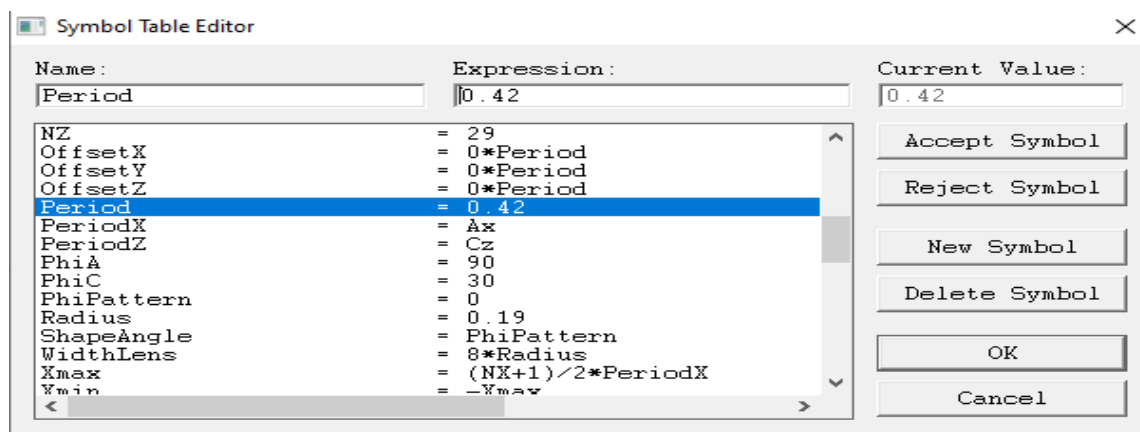 Symbol Table Editor
Name: Expression: Current Value:
Period 0.42 0.42
NZ = 29
OffsetX = 0*Period
OffsetY = 0*Period
OffsetZ = 0*Period
Period = 0.42
PeriodX = Ax
PeriodZ = Cz
PhiA = 90
PhiC = 30
PhiPattern = 0
Radius = 0.19
ShapeAngle = PhiPattern
WidthLens = 8*Radius
Xmax = (NX+1)/2*PeriodX
Xmin = -Xmax
Accept Symbol
Reject Symbol
New Symbol
Delete Symbol
OK
Cancel